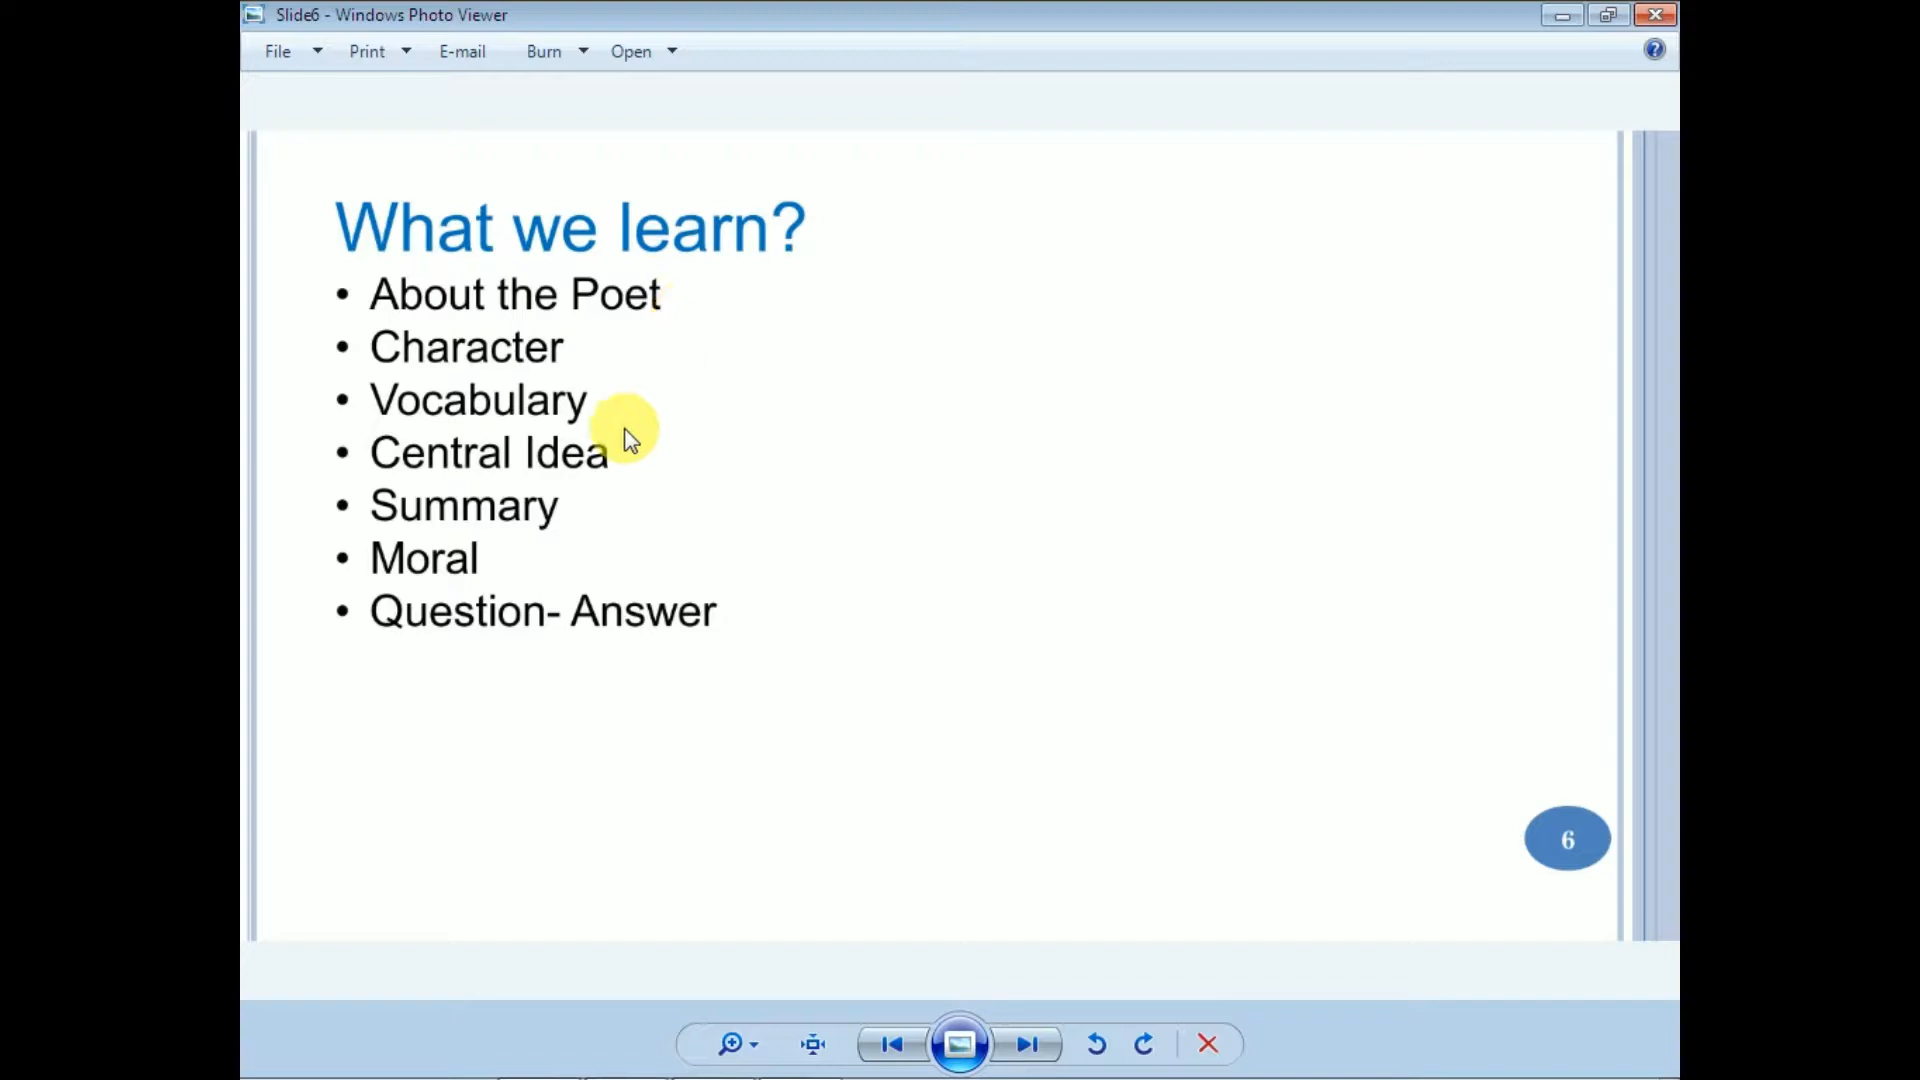 Slide6 - Windows Photo Viewer
File Print E-mail Burn Open
What we learn?
• About the Poet
• Character
• Vocabulary
• Central Idea
• Summary
• Moral
• Question- Answer
6